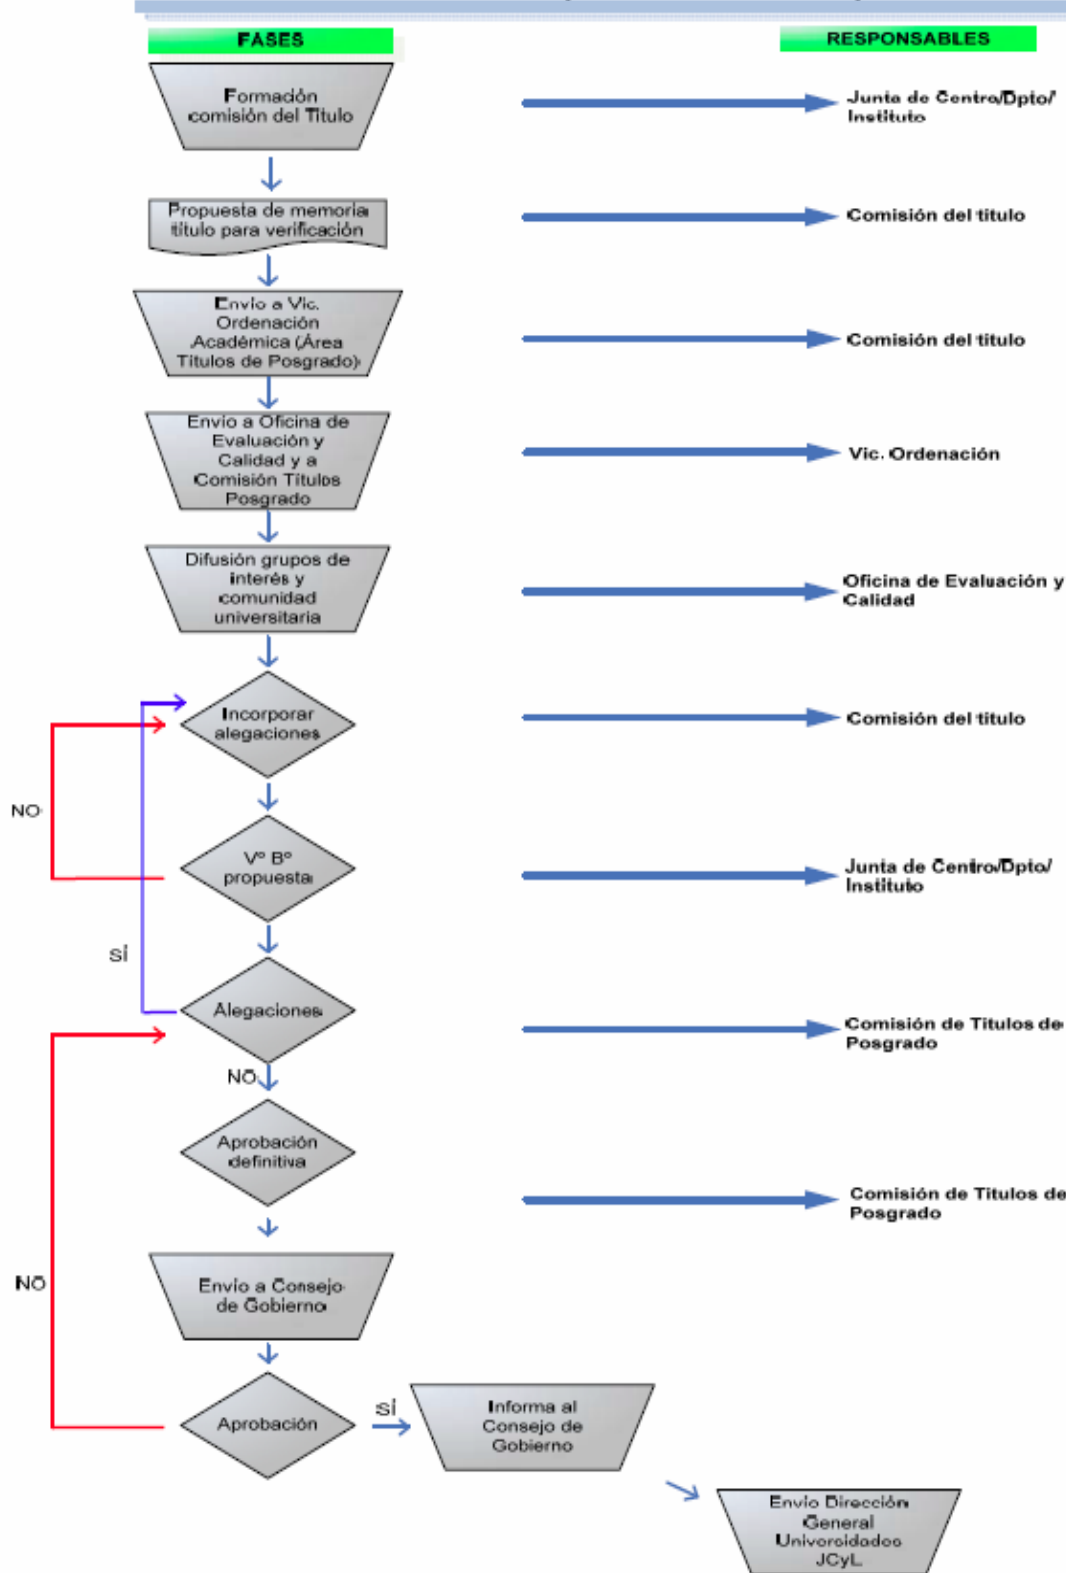 FASES
RESPONSABLES
Formación
comisión del Título
Junta de Centro/Dpto/
Instituto
Propuesta de memoria
título para verificación
Comisión del título
Envío a Vic.
Ordenación
Académica (Área
Títulos de Posgrado)
Comisión del título
Envío a Oficina de
Evaluación y
Calidad y a
Comisión Títulos
Posgrado
Vic. Ordenación
Difusión grupos de
interés y
comunidad
universitaria
Oficina de Evaluación y
Calidad
Incorporar
alegaciones
Comisión del título
NO
Vº Bº
propuesta
Junta de Centro/Dpto/
Instituto
SÍ
Alegaciones
Comisión de Títulos de
Posgrado
NO
Aprobación
definitiva
Comisión de Títulos de
Posgrado
NO
Envío a Consejo
de Gobierno
Aprobación
SÍ
Informa al
Consejo de
Gobierno
Envío Dirección
General
Universidades
JCyL